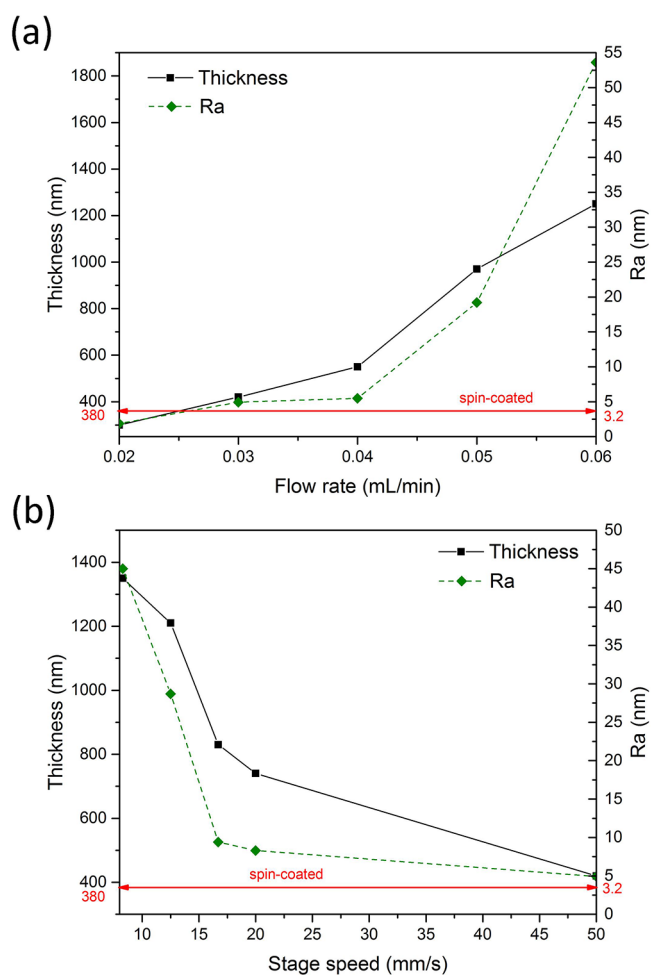 (a)
Thickness
Ra
1800
1600
1400
1200
1000
800
600
400
380
Thickness (nm)
55
50
45
40
35
30
25
20
15
10
5
3.2
0
Ra (nm)
spin-coated
0.02 0.03 0.04 0.05 0.06
Flow rate (mL/min)
(b)
Thickness
Ra
1400
1200
1000
800
600
400
380
Thickness (nm)
50
45
40
35
30
25
20
15
10
5
3.2
0
Ra (nm)
spin-coated
10 15 20 25 30 35 40 45 50
Stage speed (mm/s)